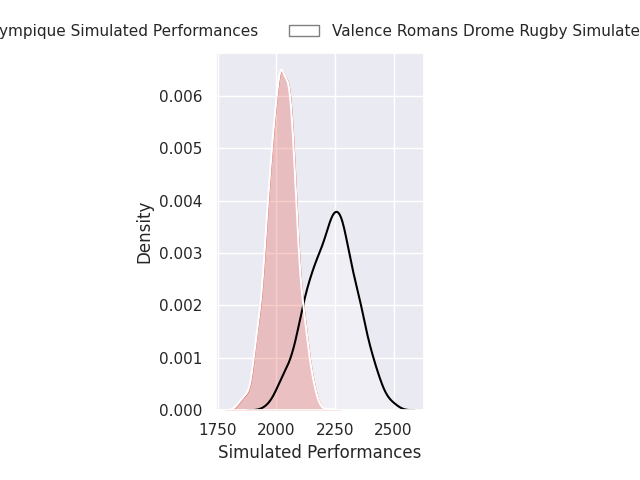 ympique Simulated Performances
Valence Romans Drome Rugby Simulate
0.006
0.005
0.004
0.003
0.002
0.001
0.000
Density
1750 2000 2250 2500
Simulated Performances